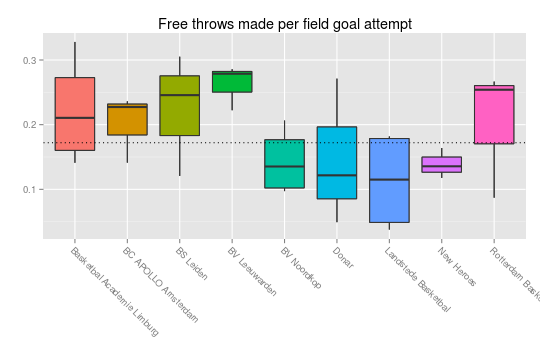 Free throws made per field goal attempt
0.3
0.2
0.1
Basketbal Academie Limburg
BC APOLLO Amsterdam
BS Leiden
BV Leeuwarden
BV Noordkop
Donar
Landstede Basketbal
New Heroes
Rotterdam